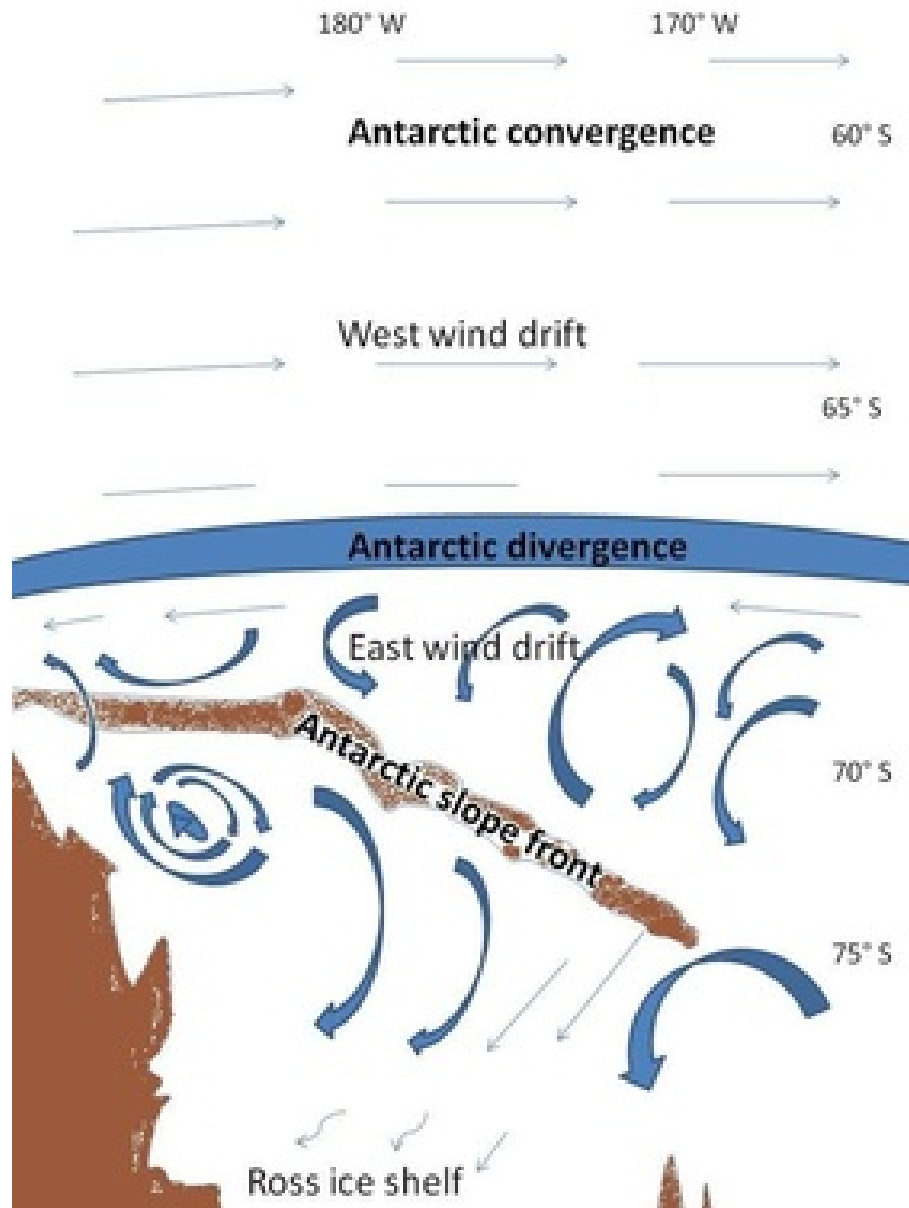 180° W
170° W
Antarctic convergence
60° S
West wind drift
65° S
Antarctic divergence
East wind drift
Antarctic slope front
70° S
75° S
Ross ice shelf